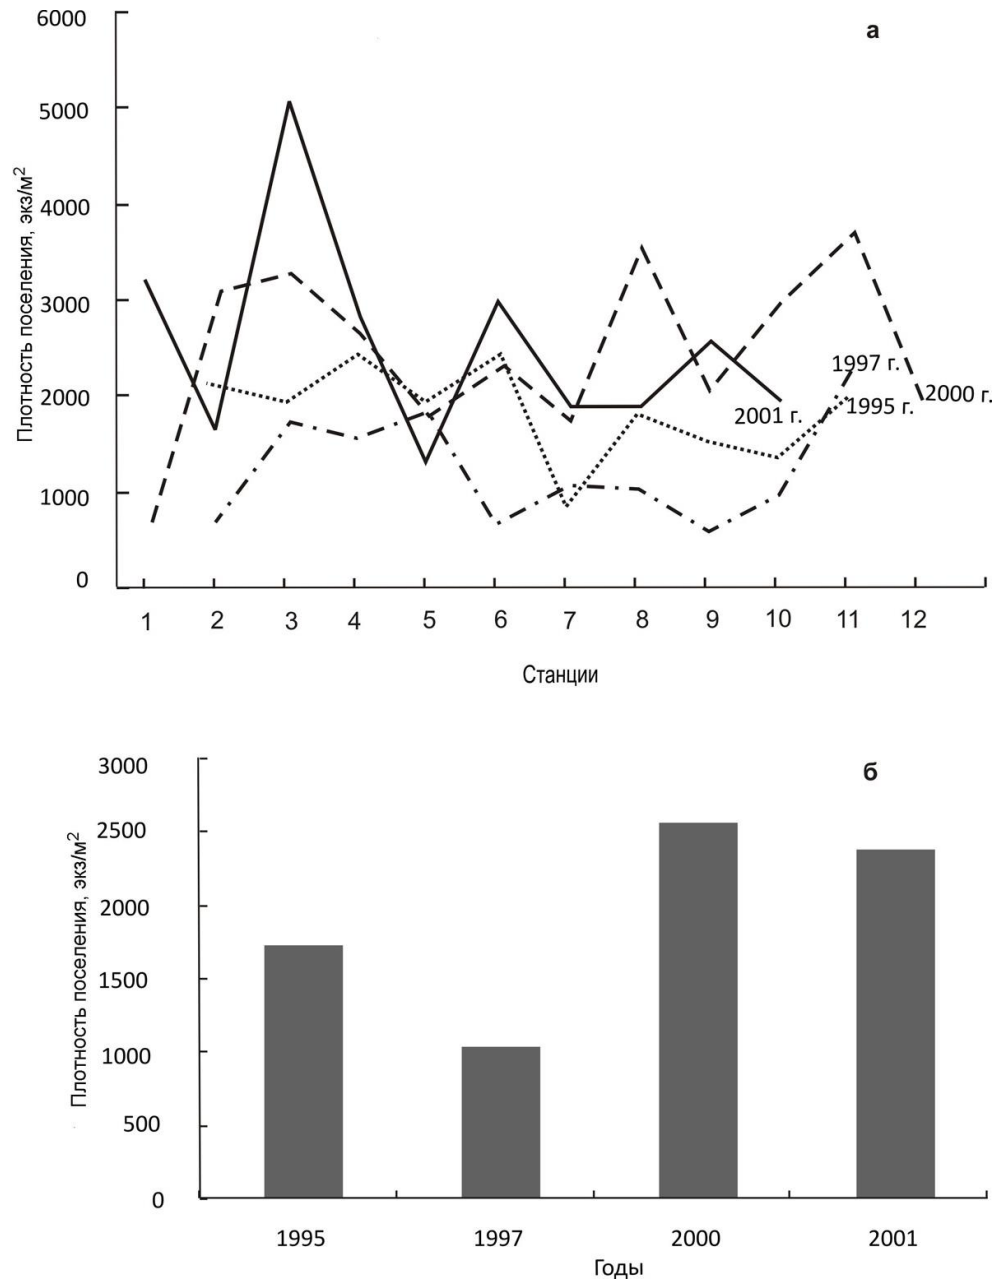 6000
а
5000
4000
3000
2000
1000
0
Плотность поселения, экз/м²
1997 г.
2000 г.
1995 г.
2001 г.
1 2 3 4 5 6 7 8 9 10 11 12
Станции
3000
б
2500
2000
1500
1000
500
0
Плотность поселения, экз/м²
1995 1997 2000 2001
Годы